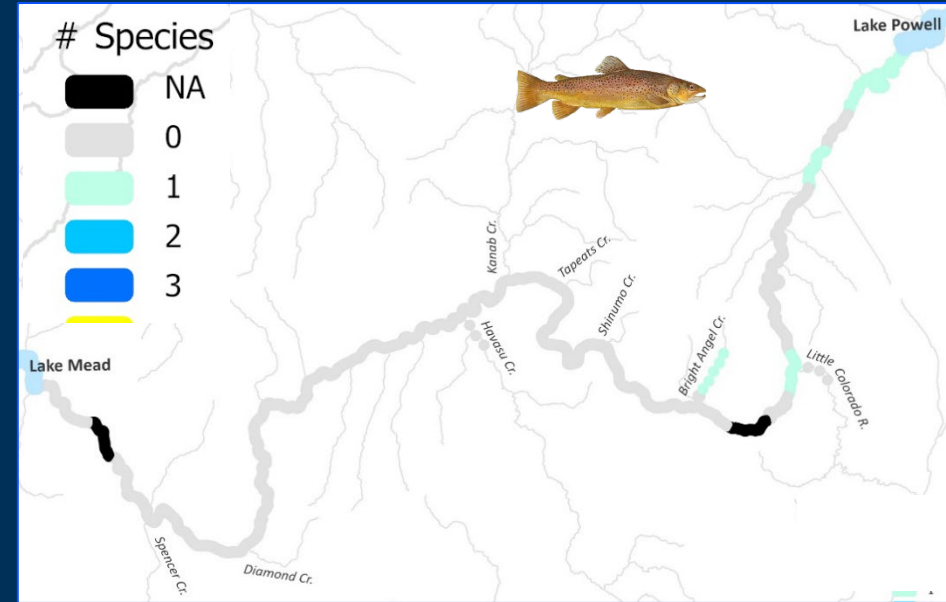 # Species
NA
0
1
2
3
Lake Powell
Kanab Cr.
Tapeats Cr.
Shinumo Cr.
Havasu Cr.
Bright Angel Cr.
Little
Colorado R.
Lake Mead
Spencer Cr.
Diamond Cr.